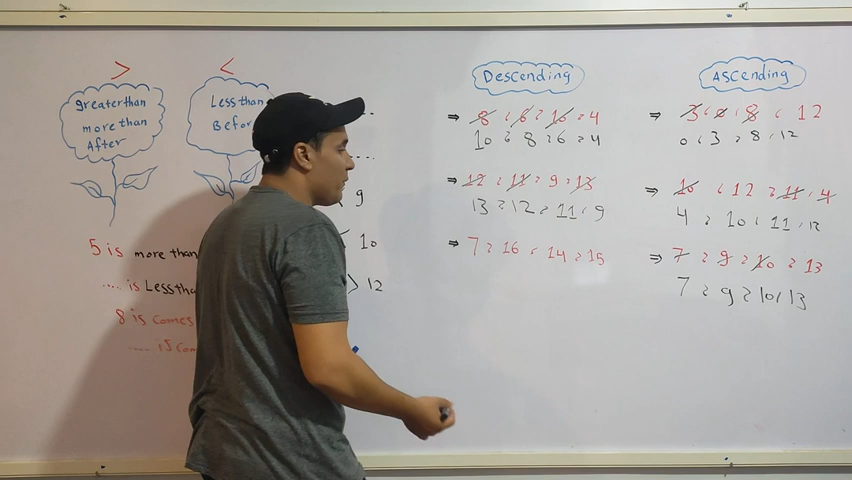 >
Greater than
more than
After
<
Less than
Befor
5 is more than
.... is Less tha
8 is comes
.... is com
....
< 9
< 10
> 12
Descending
⇒ 8 , 6 , 10 , 4
10 , 8 , 6 , 4
⇒ 12 , 11 , 9 , 13
13 , 12 , 11 , 9
⇒ 7 , 16 , 14 , 15
ASCending
⇒ 3 , 0 , 8 , 12
0 , 3 , 8 , 12
⇒ 10 , 12 , 11 , 4
4 , 10 , 11 , 12
⇒ 7 , 9 , 10 , 13
7 , 9 , 10 , 13